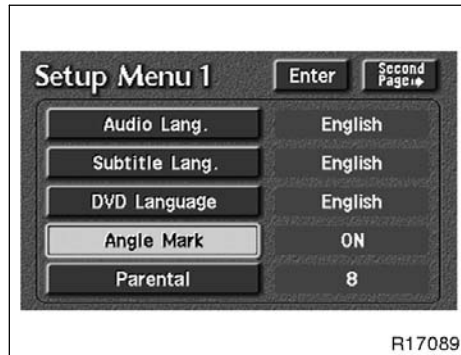 Setup Menu 1 Enter Second Page
Audio Lang. English
Subtitle Lang. English
DVD Language English
Angle Mark ON
Parental 8
R17089